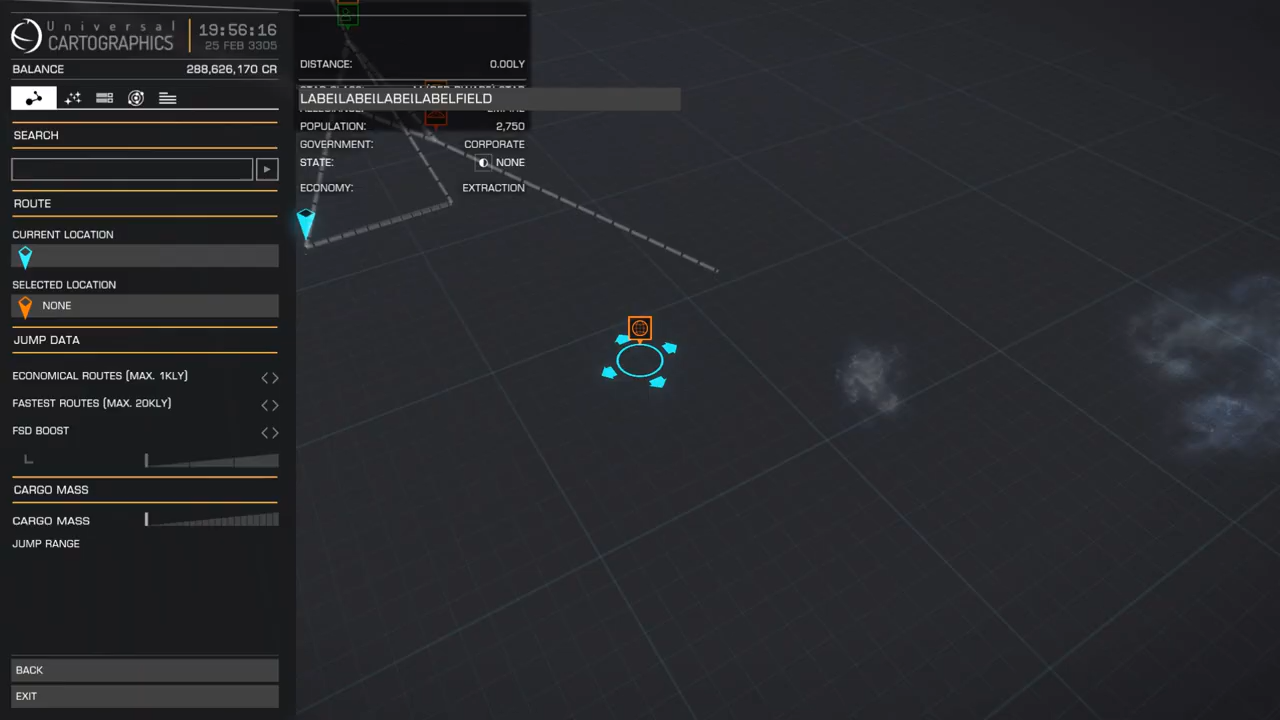 Universal
CARTOGRAPHICS
19:56:16
25 FEB 3305
BALANCE 288,626,170 CR
SEARCH
ROUTE
CURRENT LOCATION
SELECTED LOCATION
NONE
JUMP DATA
ECONOMICAL ROUTES (MAX. 1KLY)
FASTEST ROUTES (MAX. 20KLY)
FSD BOOST
CARGO MASS
CARGO MASS
JUMP RANGE
BACK
EXIT
DISTANCE: 0.00LY
LABElLABElLABElLABELFIELD
POPULATION: 2,750
GOVERNMENT: CORPORATE
STATE: NONE
ECONOMY: EXTRACTION